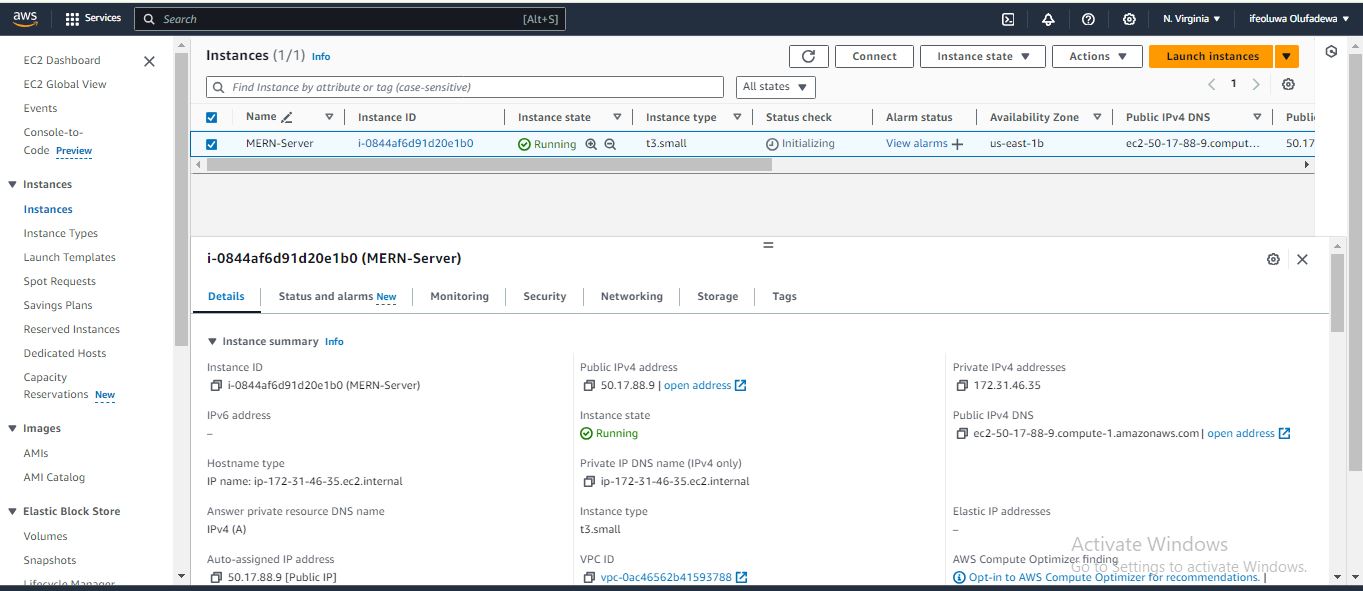 aws Services Search [Alt+S] N. Virginia ifeoluwa Olufadewa
EC2 Dashboard
EC2 Global View
Events
Console-to-
Code Preview
Instances
Instances
Instance Types
Launch Templates
Spot Requests
Savings Plans
Reserved Instances
Dedicated Hosts
Capacity
Reservations New
Images
AMIs
AMI Catalog
Elastic Block Store
Volumes
Snapshots
Lifecycle Manager
Instances (1/1) Info Connect Instance state Actions Launch instances
Find Instance by attribute or tag (case-sensitive) All states 1
Name Instance ID Instance state Instance type Status check Alarm status Availability Zone Public IPv4 DNS Publi
MERN-Server i-0844af6d91d20e1b0 Running t3.small Initializing View alarms + us-east-1b ec2-50-17-88-9.comput... 50.17
i-0844af6d91d20e1b0 (MERN-Server)
Details Status and alarms New Monitoring Security Networking Storage Tags
Instance summary Info
Instance ID
i-0844af6d91d20e1b0 (MERN-Server)
Public IPv4 address
50.17.88.9 | open address
Private IPv4 addresses
172.31.46.35
IPv6 address
–
Instance state
Running
Public IPv4 DNS
ec2-50-17-88-9.compute-1.amazonaws.com | open address
Hostname type
IP name: ip-172-31-46-35.ec2.internal
Private IP DNS name (IPv4 only)
ip-172-31-46-35.ec2.internal
Answer private resource DNS name
IPv4 (A)
Instance type
t3.small
Elastic IP addresses
–
Auto-assigned IP address
50.17.88.9 [Public IP]
VPC ID
vpc-0ac46562b41593788
AWS Compute Optimizer finding
Opt-in to AWS Compute Optimizer for recommendations. |
Activate Windows
Go to Settings to activate Windows.